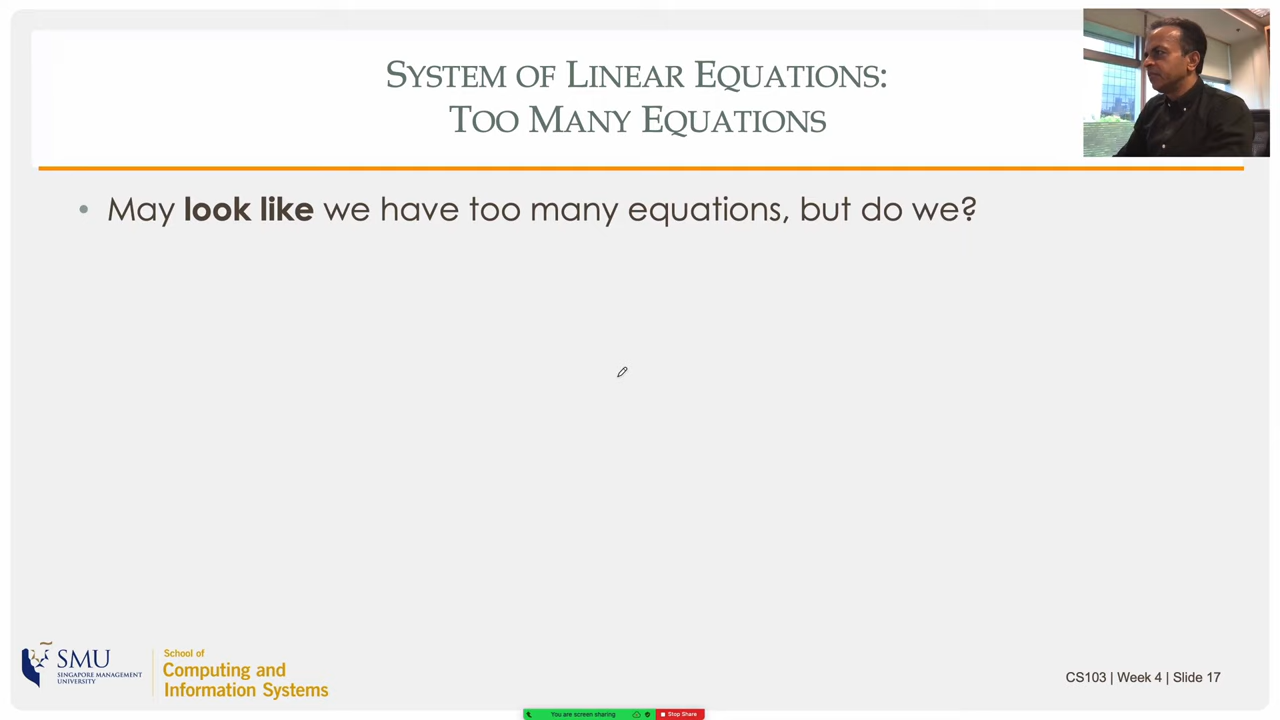 SYSTEM OF LINEAR EQUATIONS:
TOO MANY EQUATIONS
• May look like we have too many equations, but do we?
SMU
SINGAPORE MANAGEMENT
UNIVERSITY
School of
Computing and
Information Systems
CS103 | Week 4 | Slide 17
You are screen sharing
Stop Share